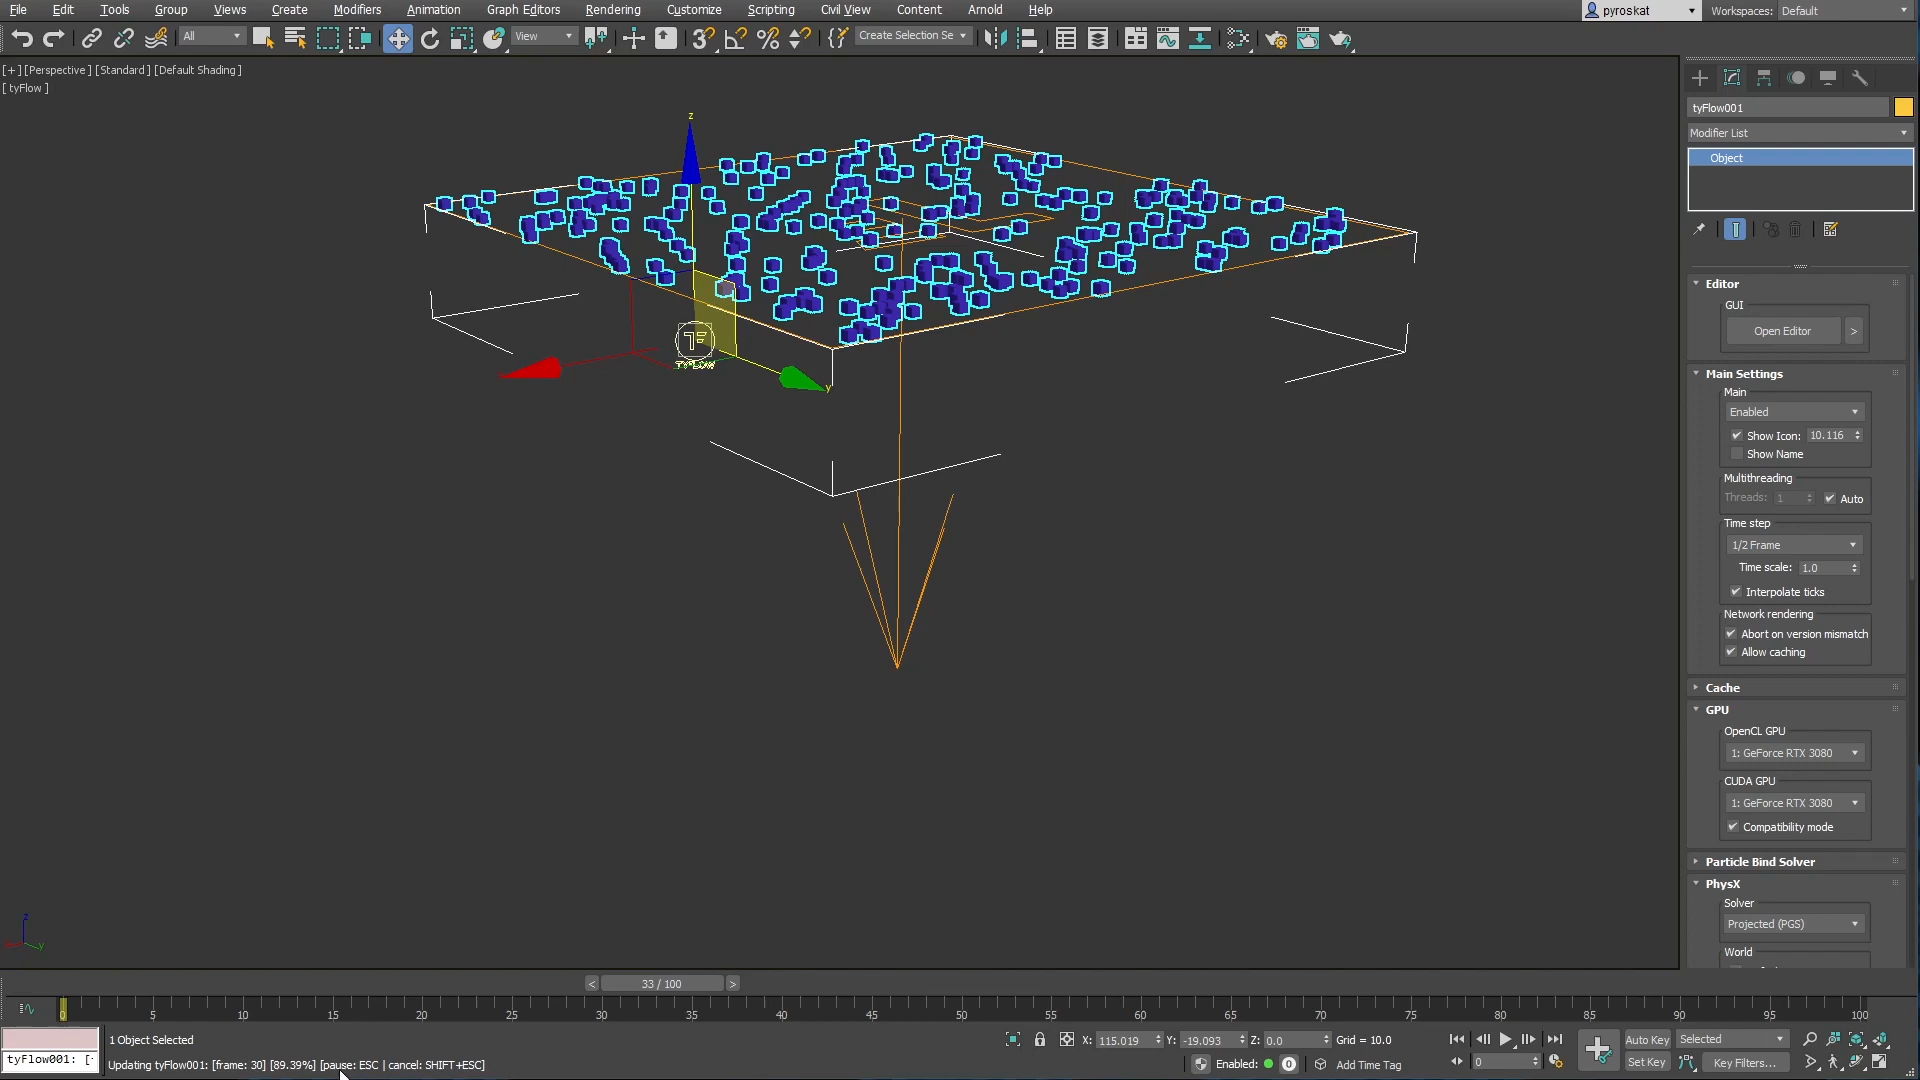 File Edit Tools Group Views Create Modifiers Animation Graph Editors Rendering Customize Scripting Civil View Content Arnold Help pyroskat Workspaces: Default
All View Create Selection Se
[+] [Perspective] [Standard] [Default Shading]
[ tyFlow ]
z
y
TYFLOW
z
y
tyFlow001
Modifier List
Object
Editor
GUI
Open Editor >
Main Settings
Main
Enabled
Show Icon: 10.116
Show Name
Multithreading
Threads: 1 Auto
Time step
1/2 Frame
Time scale: 1.0
Interpolate ticks
Network rendering
Abort on version mismatch
Allow caching
Cache
GPU
OpenCL GPU
1: GeForce RTX 3080
CUDA GPU
1: GeForce RTX 3080
Compatibility mode
Particle Bind Solver
PhysX
Solver
Projected (PGS)
World
< 33 / 100 >
0 5 10 15 20 25 30 35 40 45 50 55 60 65 70 75 80 85 90 95 100
1 Object Selected X: 115.019 Y: -19.093 Z: 0.0 Grid = 10.0 Auto Key Selected
tyFlow001: [ Updating tyFlow001: [frame: 30] [89.39%] [pause: ESC | cancel: SHIFT+ESC] Enabled: 0 Add Time Tag 0 Set Key Key Filters...